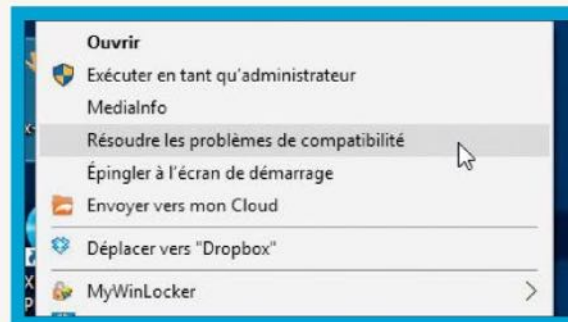 Ouvrir
Exécuter en tant qu'administrateur
MediaInfo
Résoudre les problèmes de compatibilité
Épingler à l'écran de démarrage
Envoyer vers mon Cloud
Déplacer vers "Dropbox"
MyWinLocker